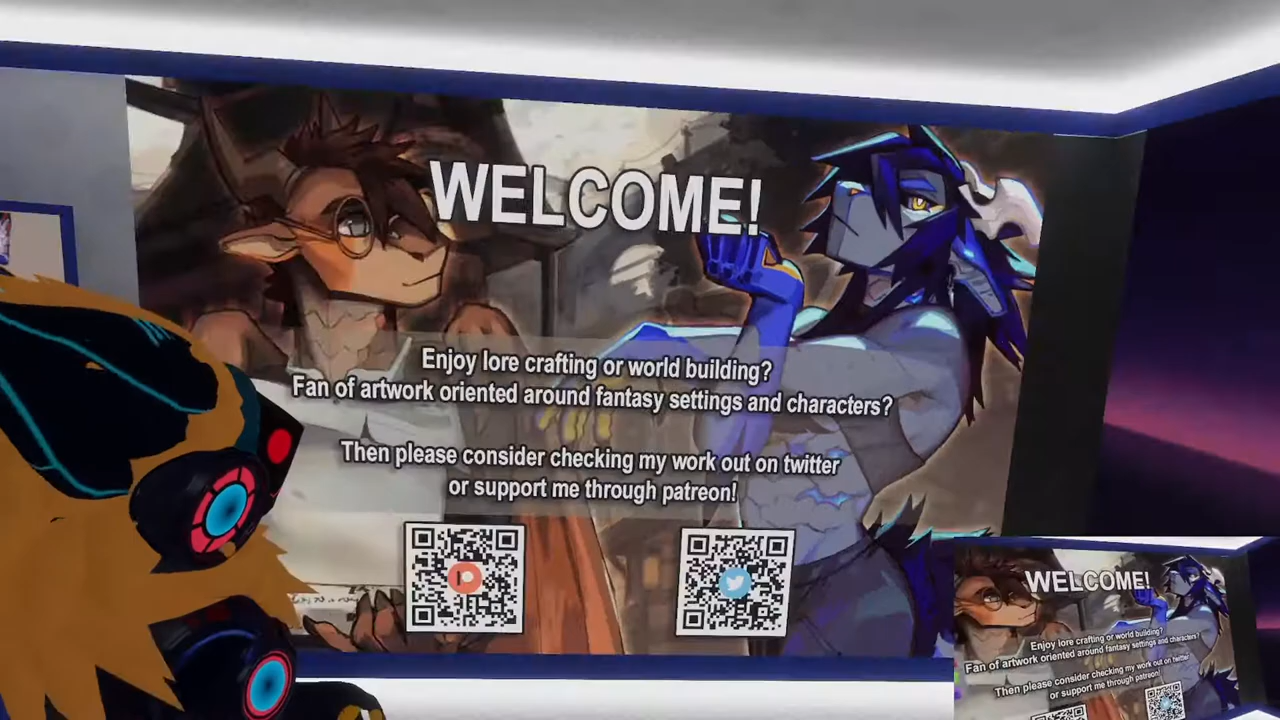 WELCOME!
Enjoy lore crafting or world building?
Fan of artwork oriented around fantasy settings and characters?
Then please consider checking my work out on twitter
or support me through patreon!
WELCOME!
Enjoy lore crafting or world building?
Fan of artwork oriented around fantasy settings and characters?
Then please consider checking my work out on twitter
or support me through patreon!